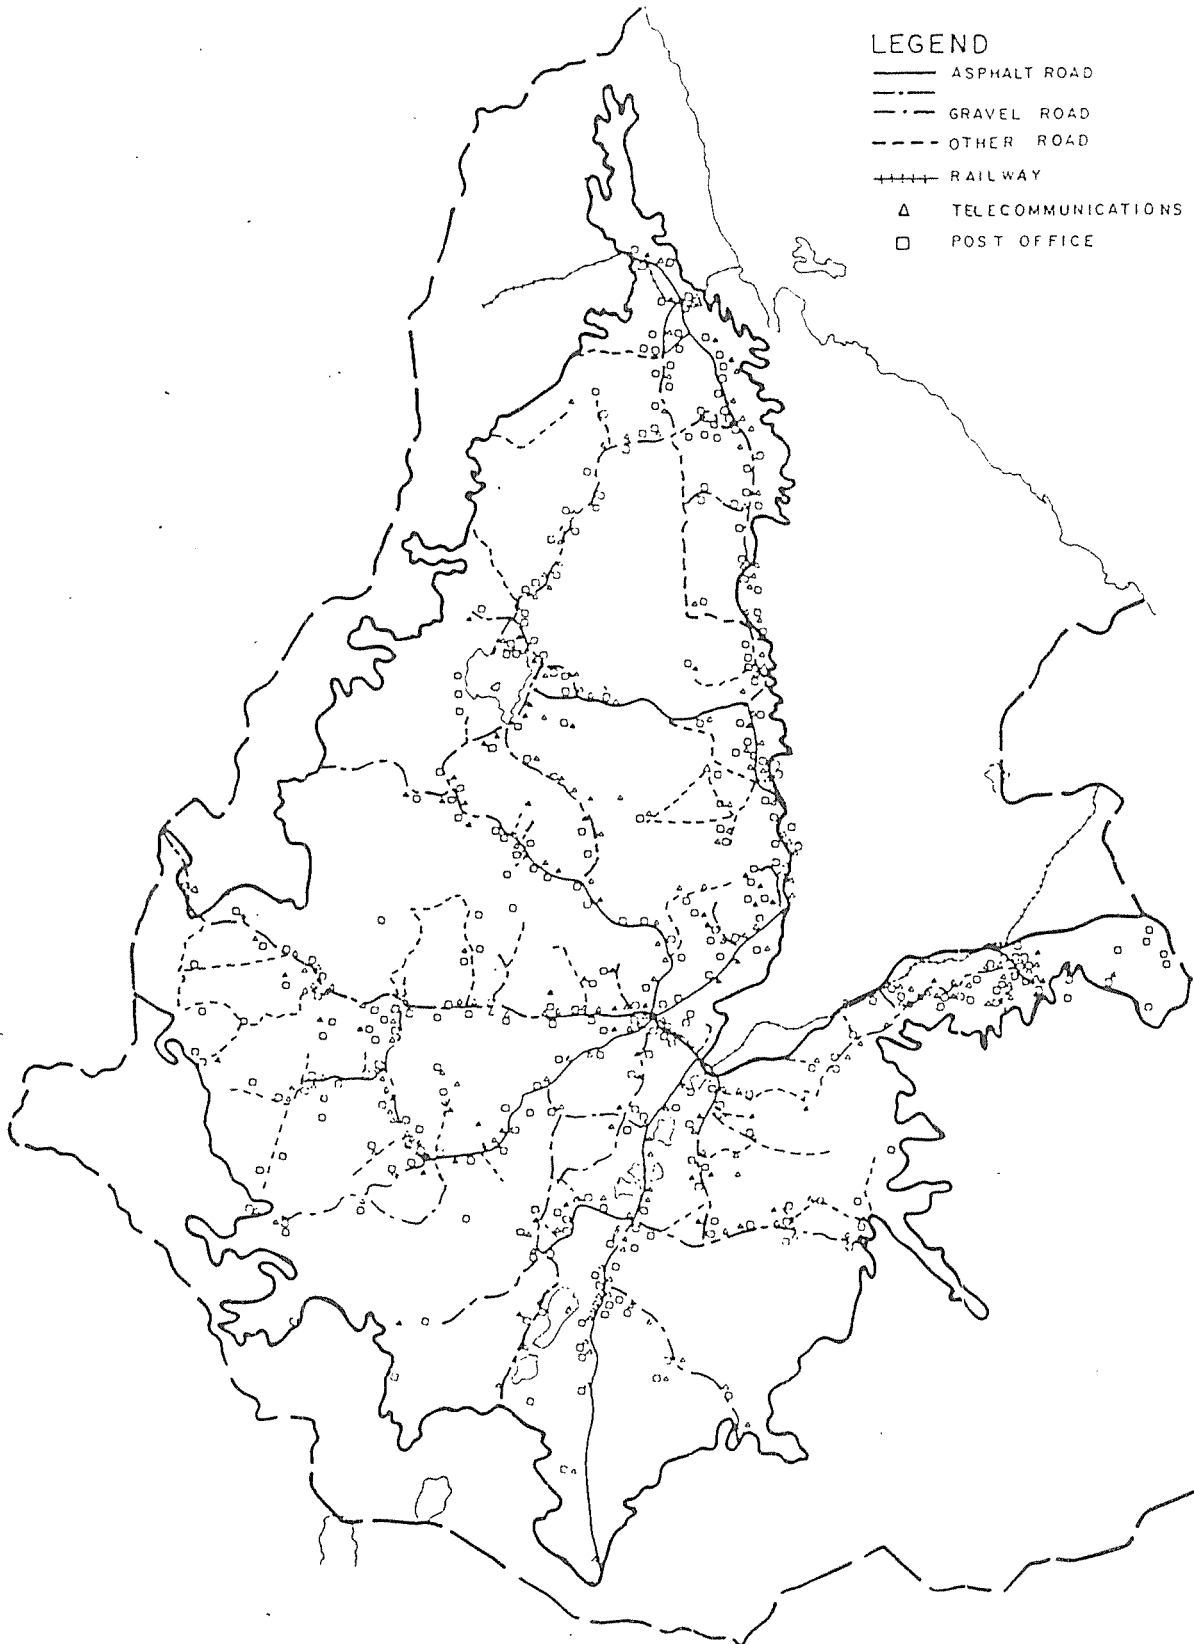 LEGEND
ASPHALT ROAD
GRAVEL ROAD
OTHER ROAD
RAILWAY
TELECOMMUNICATIONS
POST OFFICE